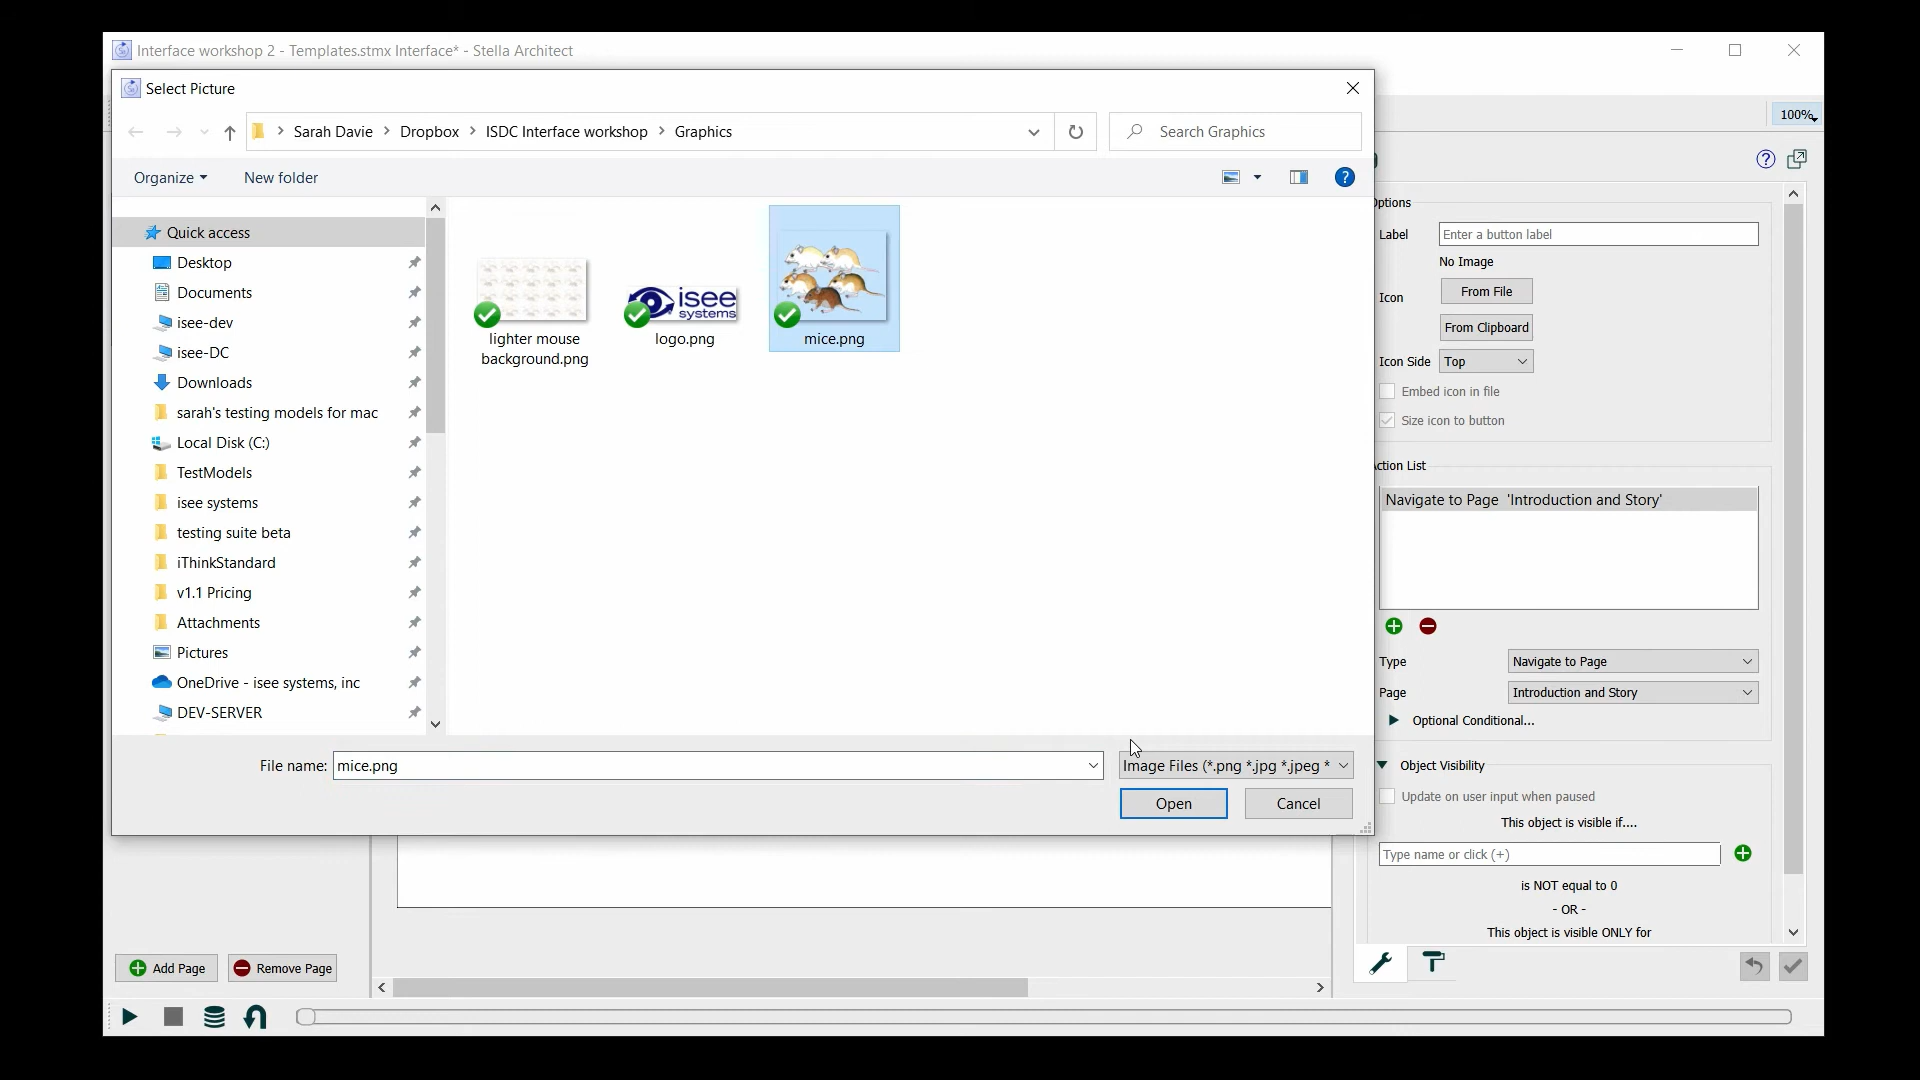 Interface workshop 2 - Templates.stmx Interface* - Stella Architect
Select Picture
Sarah Davie > Dropbox > ISDC Interface workshop > Graphics
Search Graphics
100%
Organize
New folder
Quick access
Desktop
Documents
isee-dev
isee-DC
Downloads
sarah's testing models for mac
Local Disk (C:)
TestModels
isee systems
testing suite beta
iThinkStandard
v1.1 Pricing
Attachments
Pictures
OneDrive - isee systems, inc
DEV-SERVER
lighter mouse
background.png
isee
systems
logo.png
mice.png
File name: mice.png
Image Files (*.png *.jpg *.jpeg *
Open
Cancel
ptions
Label Enter a button label
No Image
Icon From File
From Clipboard
Icon Side Top
Embed icon in file
Size icon to button
ction List
Navigate to Page 'Introduction and Story'
Type Navigate to Page
Page Introduction and Story
Optional Conditional...
Object Visibility
Update on user input when paused
This object is visible if....
Type name or click (+)
is NOT equal to 0
- OR -
This object is visible ONLY for
Add Page
Remove Page